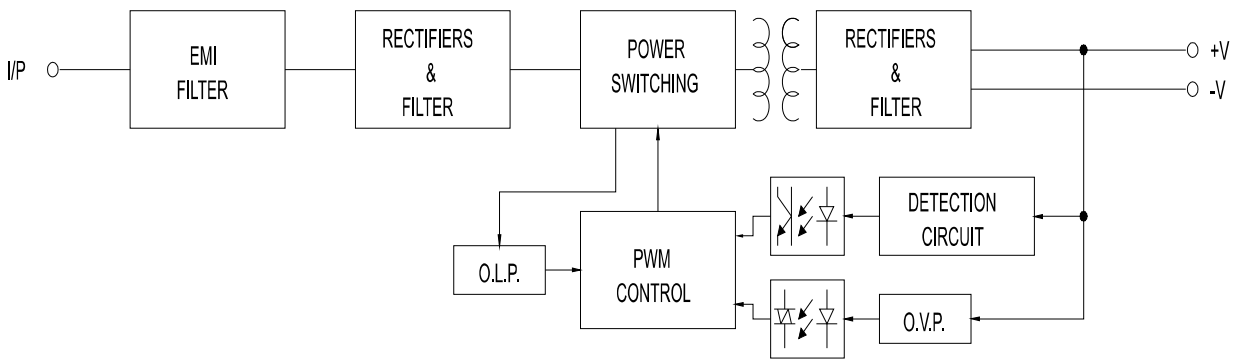 I/P
EMI
FILTER
RECTIFIERS
&
FILTER
POWER
SWITCHING
RECTIFIERS
&
FILTER
+V
-V
DETECTION
CIRCUIT
O.L.P.
PWM
CONTROL
O.V.P.